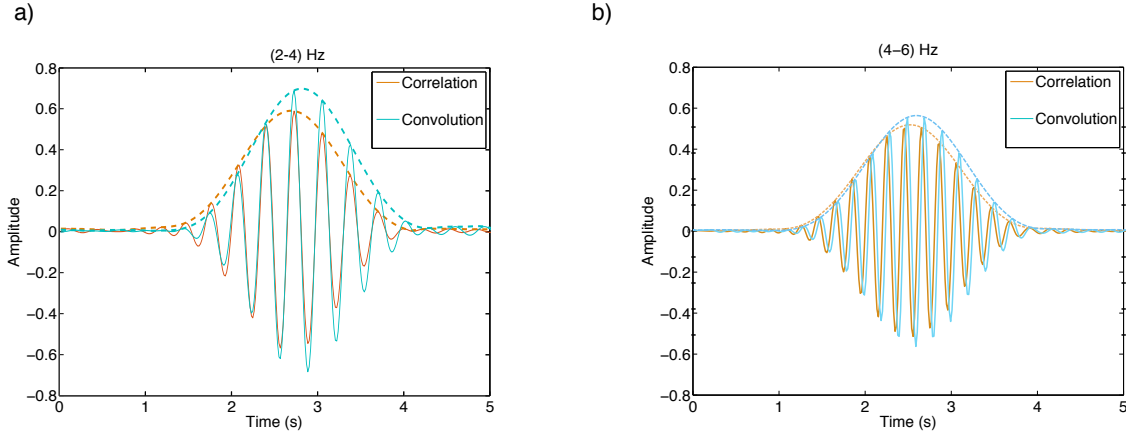 a)
(2-4) Hz
0.8
0.6
0.4
0.2
0
−0.2
−0.4
−0.6
−0.8
0 1 2 3 4 5
Amplitude
Time (s)
Correlation
Convolution
b)
(4−6) Hz
0.8
0.6
0.4
0.2
0
−0.2
−0.4
−0.6
−0.8
0 1 2 3 4 5
Amplitude
Time (s)
Correlation
Convolution